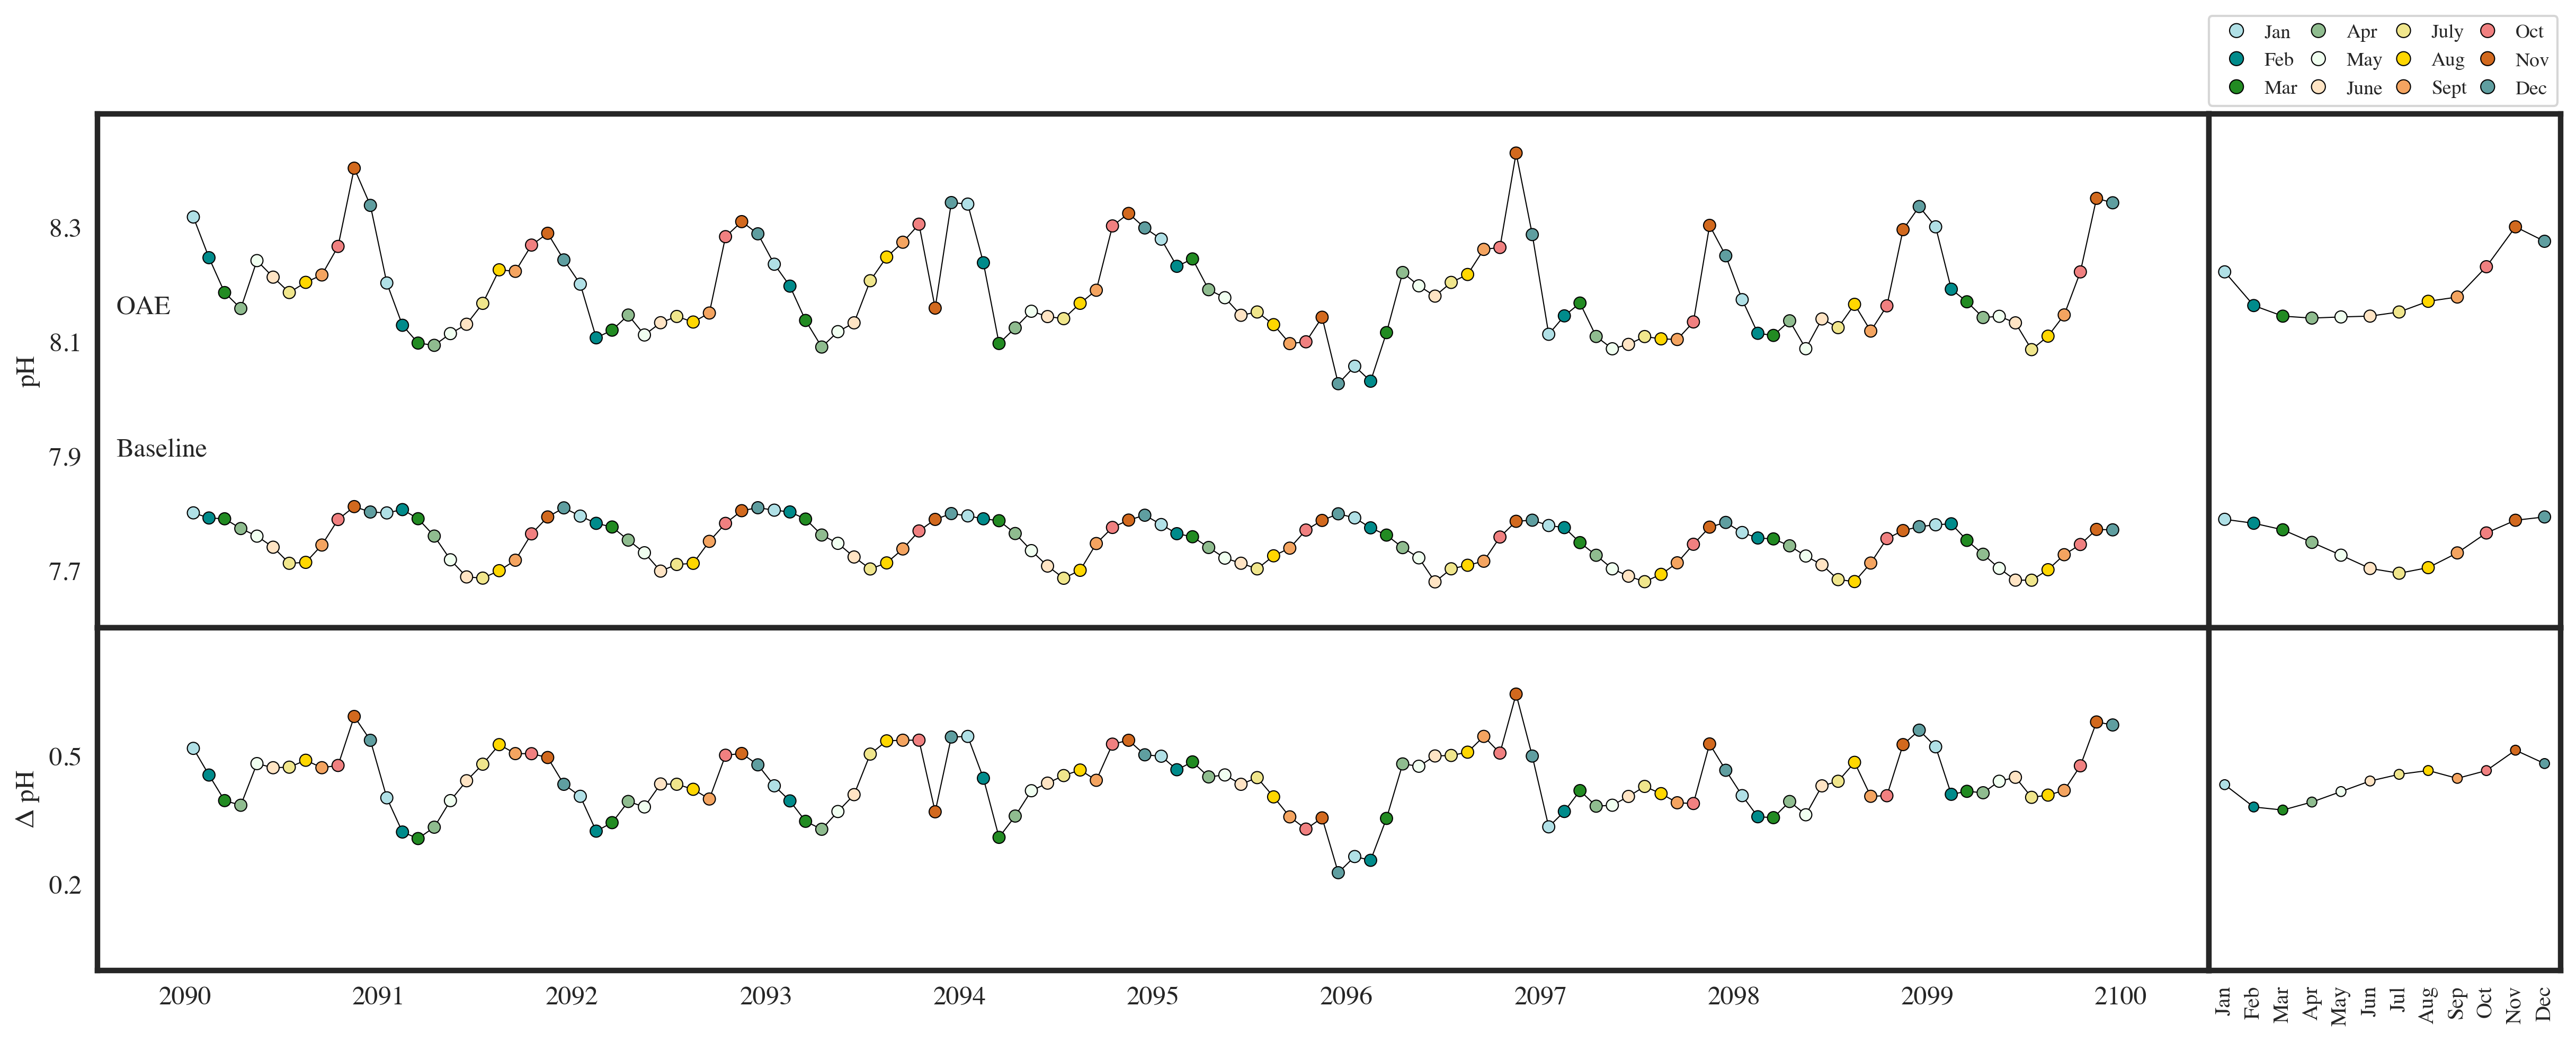 Jan Apr July Oct
Feb May Aug Nov
Mar June Sept Dec
8.3
OAE
8.1
pH
Baseline
7.9
7.7
0.5
Δ pH
0.2
2090 2091 2092 2093 2094 2095 2096 2097 2098 2099 2100
Jan Feb Mar Apr May Jun Jul Aug Sep Oct Nov Dec